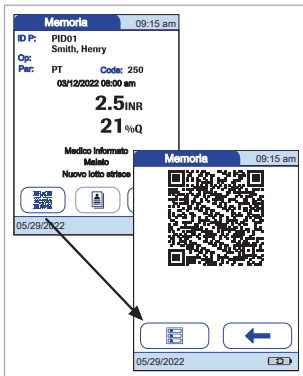 Memoria 09:15 am
ID P: PID01
Smith, Henry
Op:
Par: PT Code: 250
03/12/2022 08:00 am
2.5INR
21%Q
Medico informato
Malato
Nuovo lotto strisce
05/29/2022
Memoria 09:15 am
05/29/2022